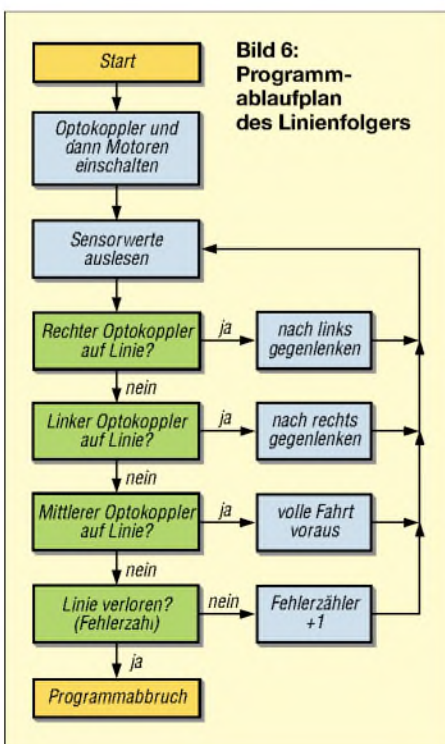 Bild 6:
Programm-
ablaufplan
des Linienfolgers
Start
Optokoppler und
dann Motoren
einschalten
Sensorwerte
auslesen
Rechter Optokoppler
auf Linie?
ja
nach links
gegenlenken
nein
Linker Optokoppler
auf Linie?
ja
nach rechts
gegenlenken
nein
Mittlerer Optokoppler
auf Linie?
ja
volle Fahrt
voraus
nein
Linie verloren?
(Fehlerzahl)
nein
Fehlerzähler
+1
ja
Programmabbruch